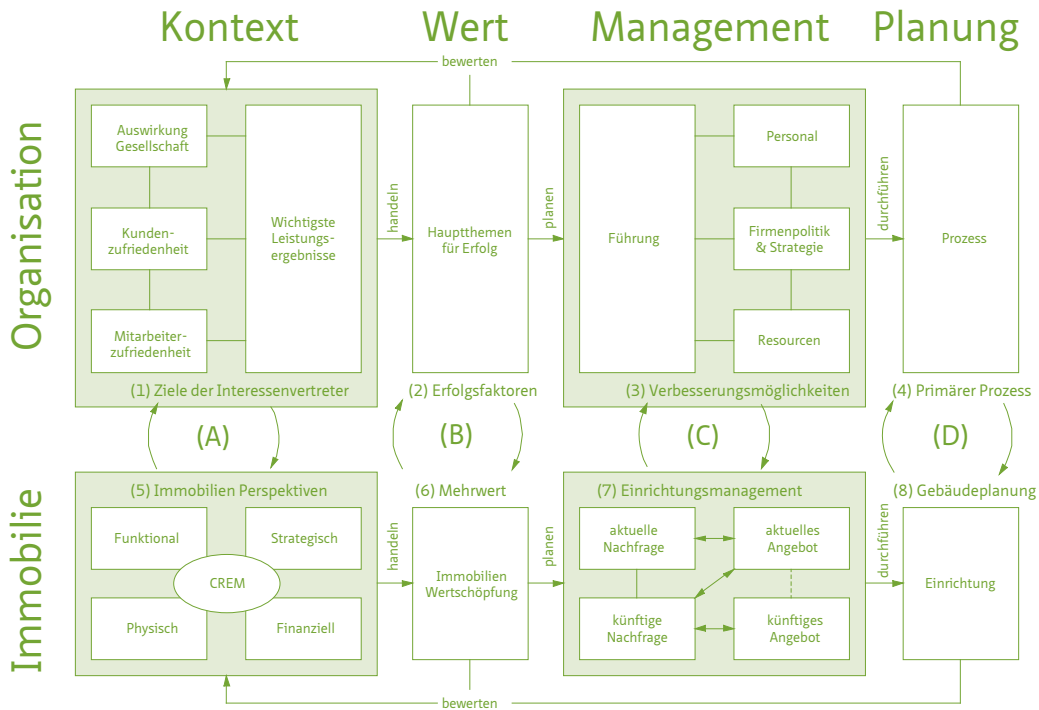 Kontext
Wert
Management
Planung
bewerten
Organisation
Auswirkung
Gesellschaft
Kunden-
zufriedenheit
Mitarbeiter-
zufriedenheit
Wichtigste
Leistungs-
ergebnisse
handeln
Hauptthemen
für Erfolg
planen
Führung
Personal
Firmenpolitik
& Strategie
Resourcen
durchführen
Prozess
(1) Ziele der Interessenvertreter
(2) Erfolgsfaktoren
(3) Verbesserungsmöglichkeiten
(4) Primärer Prozess
(A)
(B)
(C)
(D)
Immobilie
(5) Immobilien Perspektiven
(6) Mehrwert
(7) Einrichtungsmanagement
(8) Gebäudeplanung
Funktional
Strategisch
CREM
Physisch
Finanziell
handeln
Immobilien
Wertschöpfung
planen
aktuelle
Nachfrage
aktuelles
Angebot
künftige
Nachfrage
künftiges
Angebot
durchführen
Einrichtung
bewerten